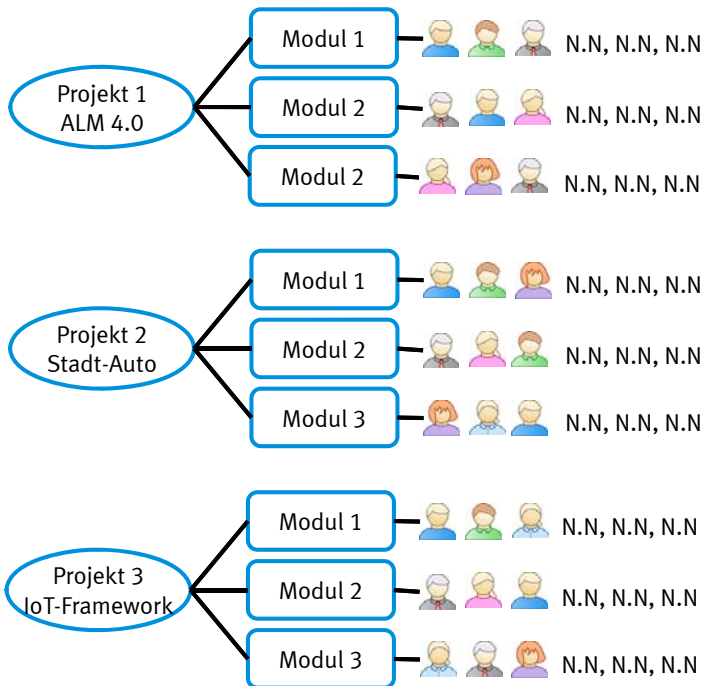 Modul 1
N.N, N.N, N.N
Projekt 1
ALM 4.0
Modul 2
N.N, N.N, N.N
Modul 2
N.N, N.N, N.N
Modul 1
N.N, N.N, N.N
Projekt 2
Stadt-Auto
Modul 2
N.N, N.N, N.N
Modul 3
N.N, N.N, N.N
Modul 1
N.N, N.N, N.N
Projekt 3
IoT-Framework
Modul 2
N.N, N.N, N.N
Modul 3
N.N, N.N, N.N